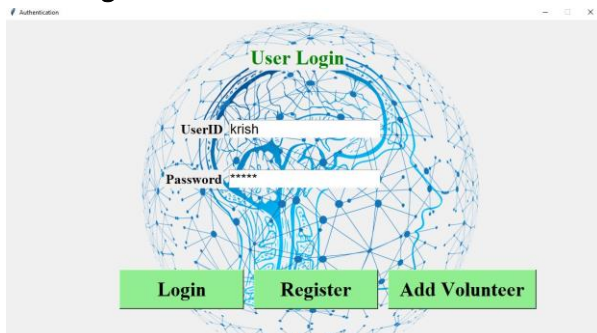 Authentication
User Login
UserID krish
Password *****
Login Register Add Volunteer